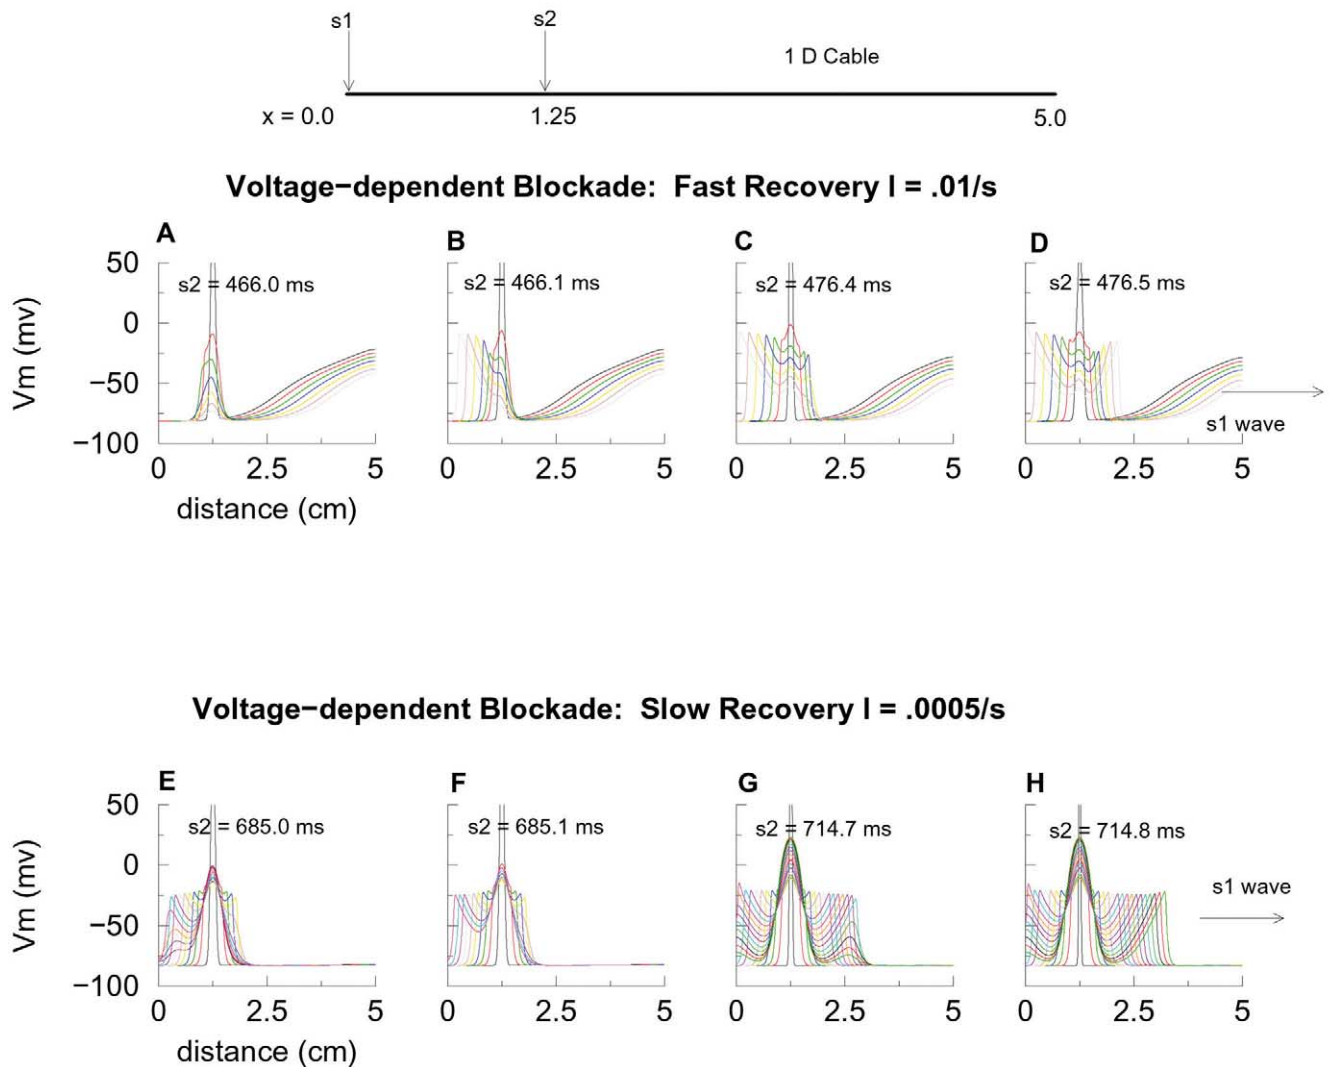 s1 s2
1 D Cable
x = 0.0 1.25 5.0
Voltage−dependent Blockade: Fast Recovery l = .01/s
A B C D
50
s2 = 466.0 ms s2 = 466.1 ms s2 = 476.4 ms s2 = 476.5 ms
0
Vm (mv)
−50
s1 wave
−100
0 2.5 5 0 2.5 5 0 2.5 5 0 2.5 5
distance (cm)
Voltage−dependent Blockade: Slow Recovery l = .0005/s
E F G H
50
s2 = 685.0 ms s2 = 685.1 ms s2 = 714.7 ms s2 = 714.8 ms
0
s1 wave
Vm (mv)
−50
−100
0 2.5 5 0 2.5 5 0 2.5 5 0 2.5 5
distance (cm)